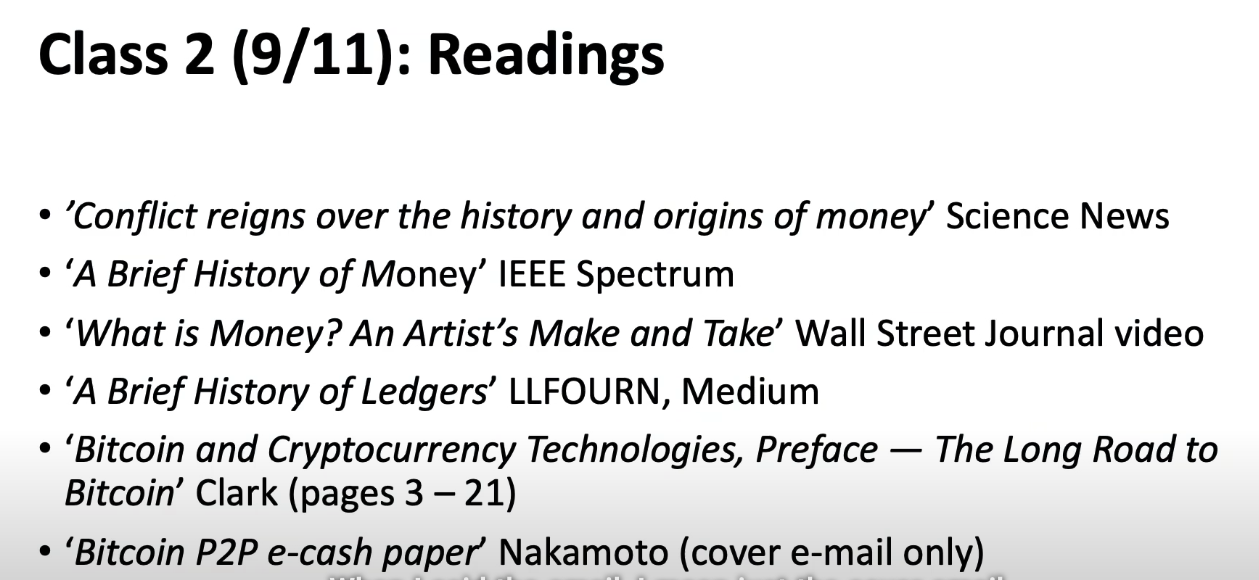 Class 2 (9/11): Readings
• ’Conflict reigns over the history and origins of money’ Science News
• ‘A Brief History of Money’ IEEE Spectrum
• ‘What is Money? An Artist’s Make and Take’ Wall Street Journal video
• ‘A Brief History of Ledgers’ LLFOURN, Medium
• ‘Bitcoin and Cryptocurrency Technologies, Preface — The Long Road to
Bitcoin’ Clark (pages 3 – 21)
• ‘Bitcoin P2P e-cash paper’ Nakamoto (cover e-mail only)